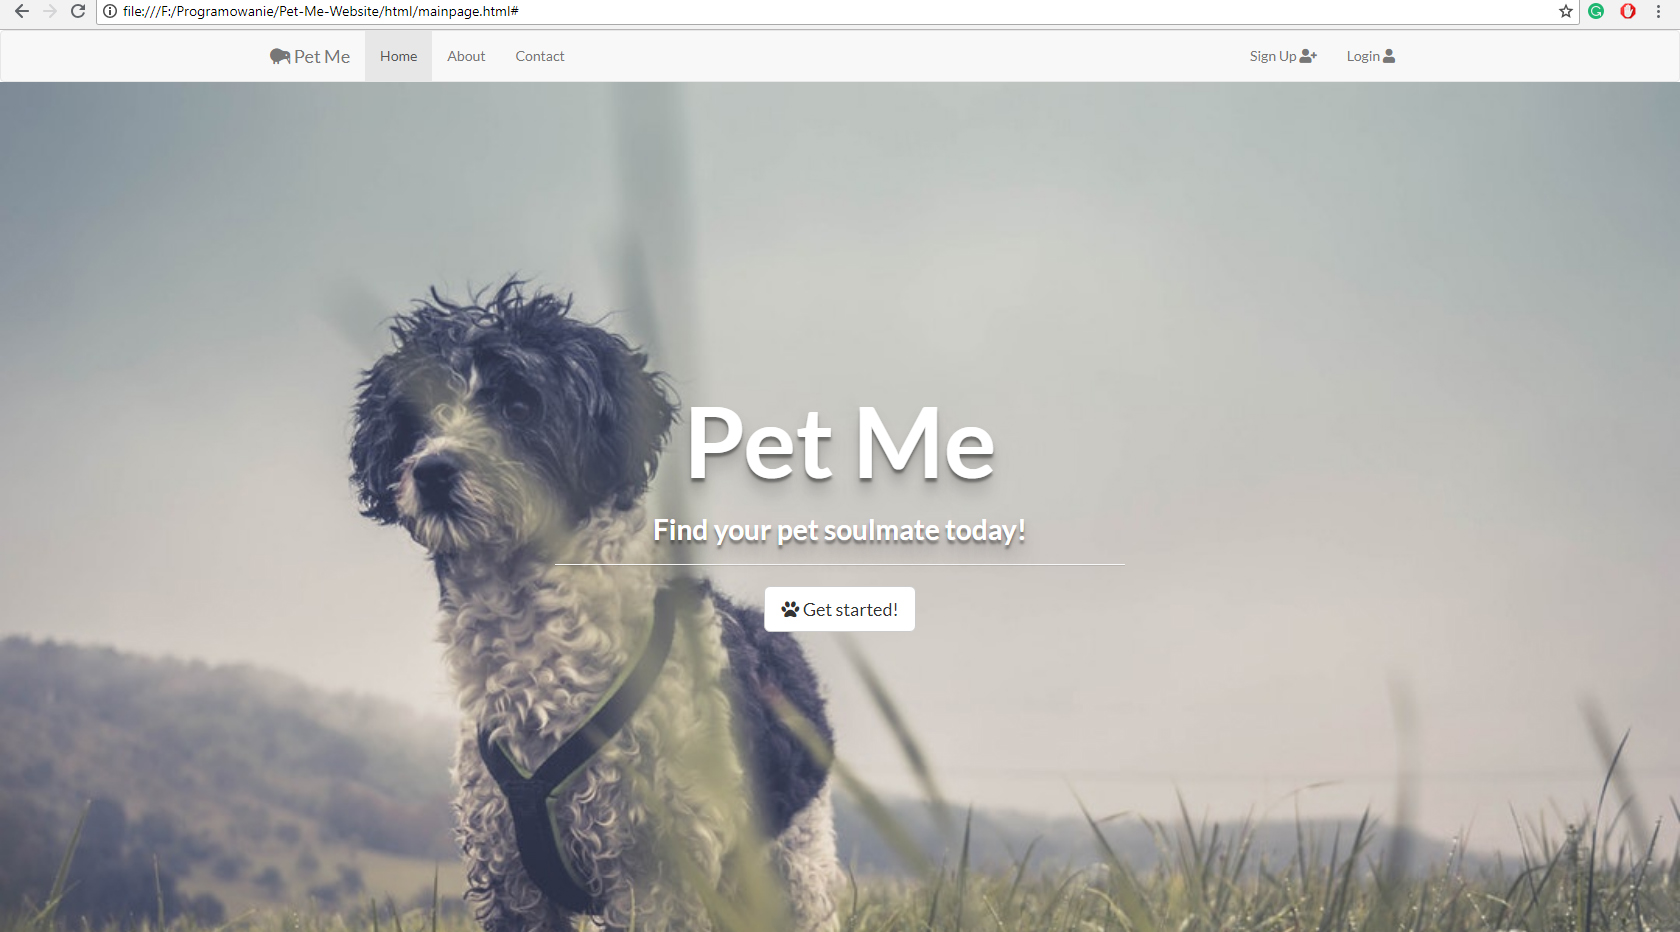 file:///F:/Programowanie/Pet-Me-Website/html/mainpage.html#
Pet Me Home About Contact Sign Up Login
Pet Me
Find your pet soulmate today!
Get started!